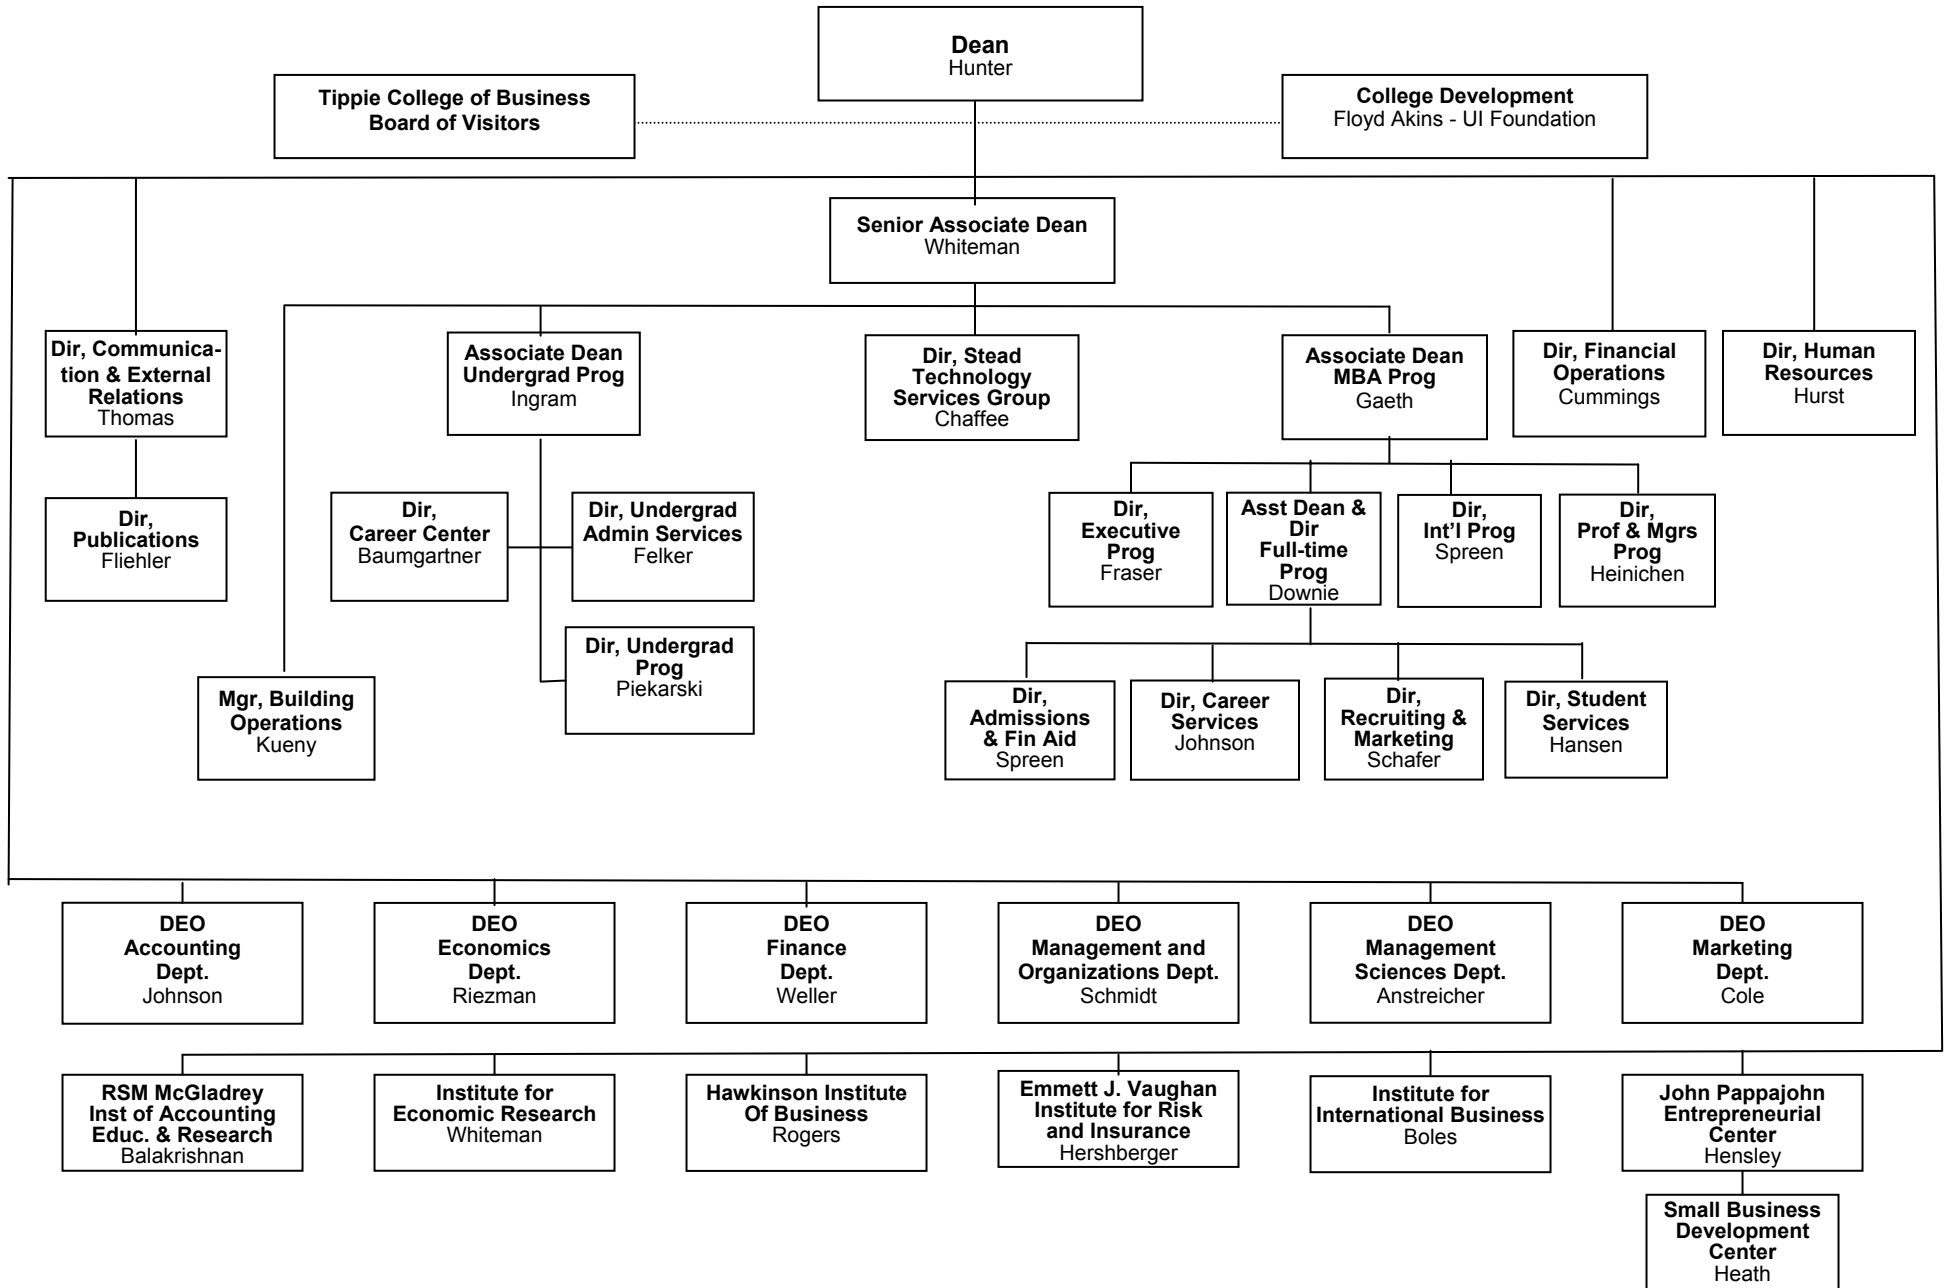 Dean
Hunter
Tippie College of Business
Board of Visitors
College Development
Floyd Akins - UI Foundation
Senior Associate Dean
Whiteman
Dir, Communica-
tion & External
Relations
Thomas
Associate Dean
Undergrad Prog
Ingram
Dir, Stead
Technology
Services Group
Chaffee
Associate Dean
MBA Prog
Gaeth
Dir, Financial
Operations
Cummings
Dir, Human
Resources
Hurst
Dir,
Publications
Fliehler
Dir,
Career Center
Baumgartner
Dir, Undergrad
Admin Services
Felker
Dir,
Executive
Prog
Fraser
Asst Dean &
Dir
Full-time
Prog
Downie
Dir,
Int’l Prog
Spreen
Dir,
Prof & Mgrs
Prog
Heinichen
Dir, Undergrad
Prog
Piekarski
Mgr, Building
Operations
Kueny
Dir,
Admissions
& Fin Aid
Spreen
Dir, Career
Services
Johnson
Dir,
Recruiting &
Marketing
Schafer
Dir, Student
Services
Hansen
DEO
Accounting
Dept.
Johnson
DEO
Economics
Dept.
Riezman
DEO
Finance
Dept.
Weller
DEO
Management and
Organizations Dept.
Schmidt
DEO
Management
Sciences Dept.
Anstreicher
DEO
Marketing
Dept.
Cole
RSM McGladrey
Inst of Accounting
Educ. & Research
Balakrishnan
Institute for
Economic Research
Whiteman
Hawkinson Institute
Of Business
Rogers
Emmett J. Vaughan
Institute for Risk
and Insurance
Hershberger
Institute for
International Business
Boles
John Pappajohn
Entrepreneurial
Center
Hensley
Small Business
Development
Center
Heath